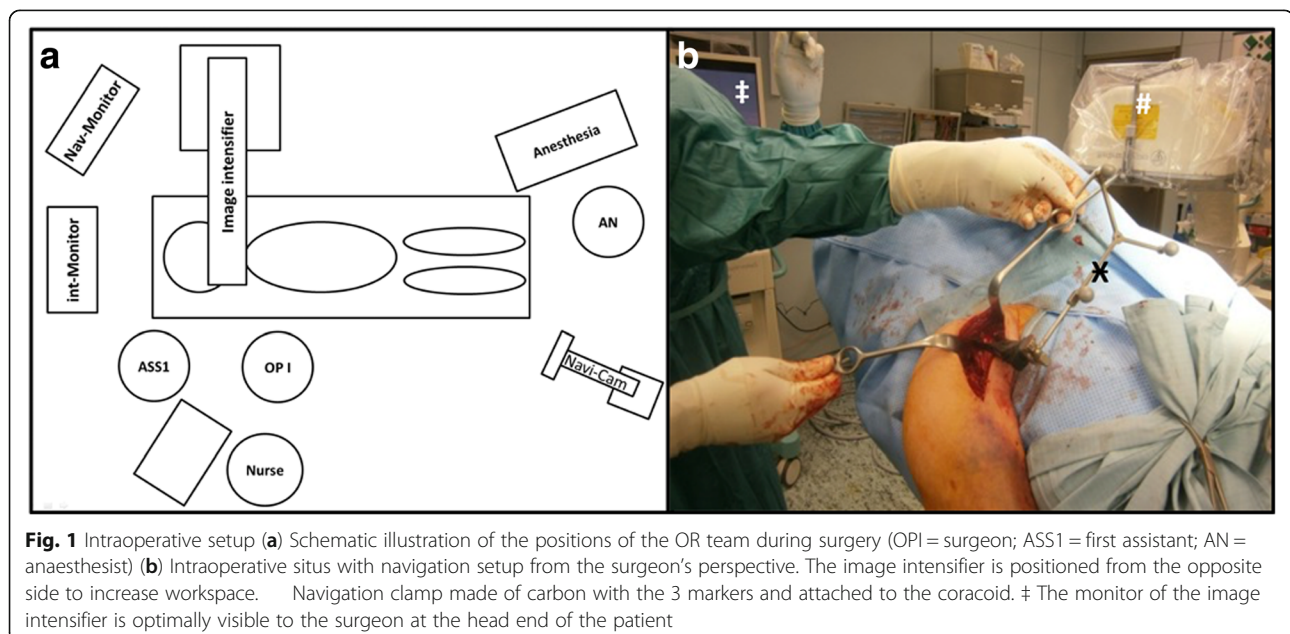 a
Nav-Monitor
Image intensifier
Anesthesia
AN
int-Monitor
ASS1
OP I
Navi-Cam
Nurse
b
‡
#
Ӿ
Fig. 1 Intraoperative setup (a) Schematic illustration of the positions of the OR team during surgery (OPI = surgeon; ASS1 = first assistant; AN =
anaesthesist) (b) Intraoperative situs with navigation setup from the surgeon's perspective. The image intensifier is positioned from the opposite
side to increase workspace. Navigation clamp made of carbon with the 3 markers and attached to the coracoid. ‡ The monitor of the image
intensifier is optimally visible to the surgeon at the head end of the patient